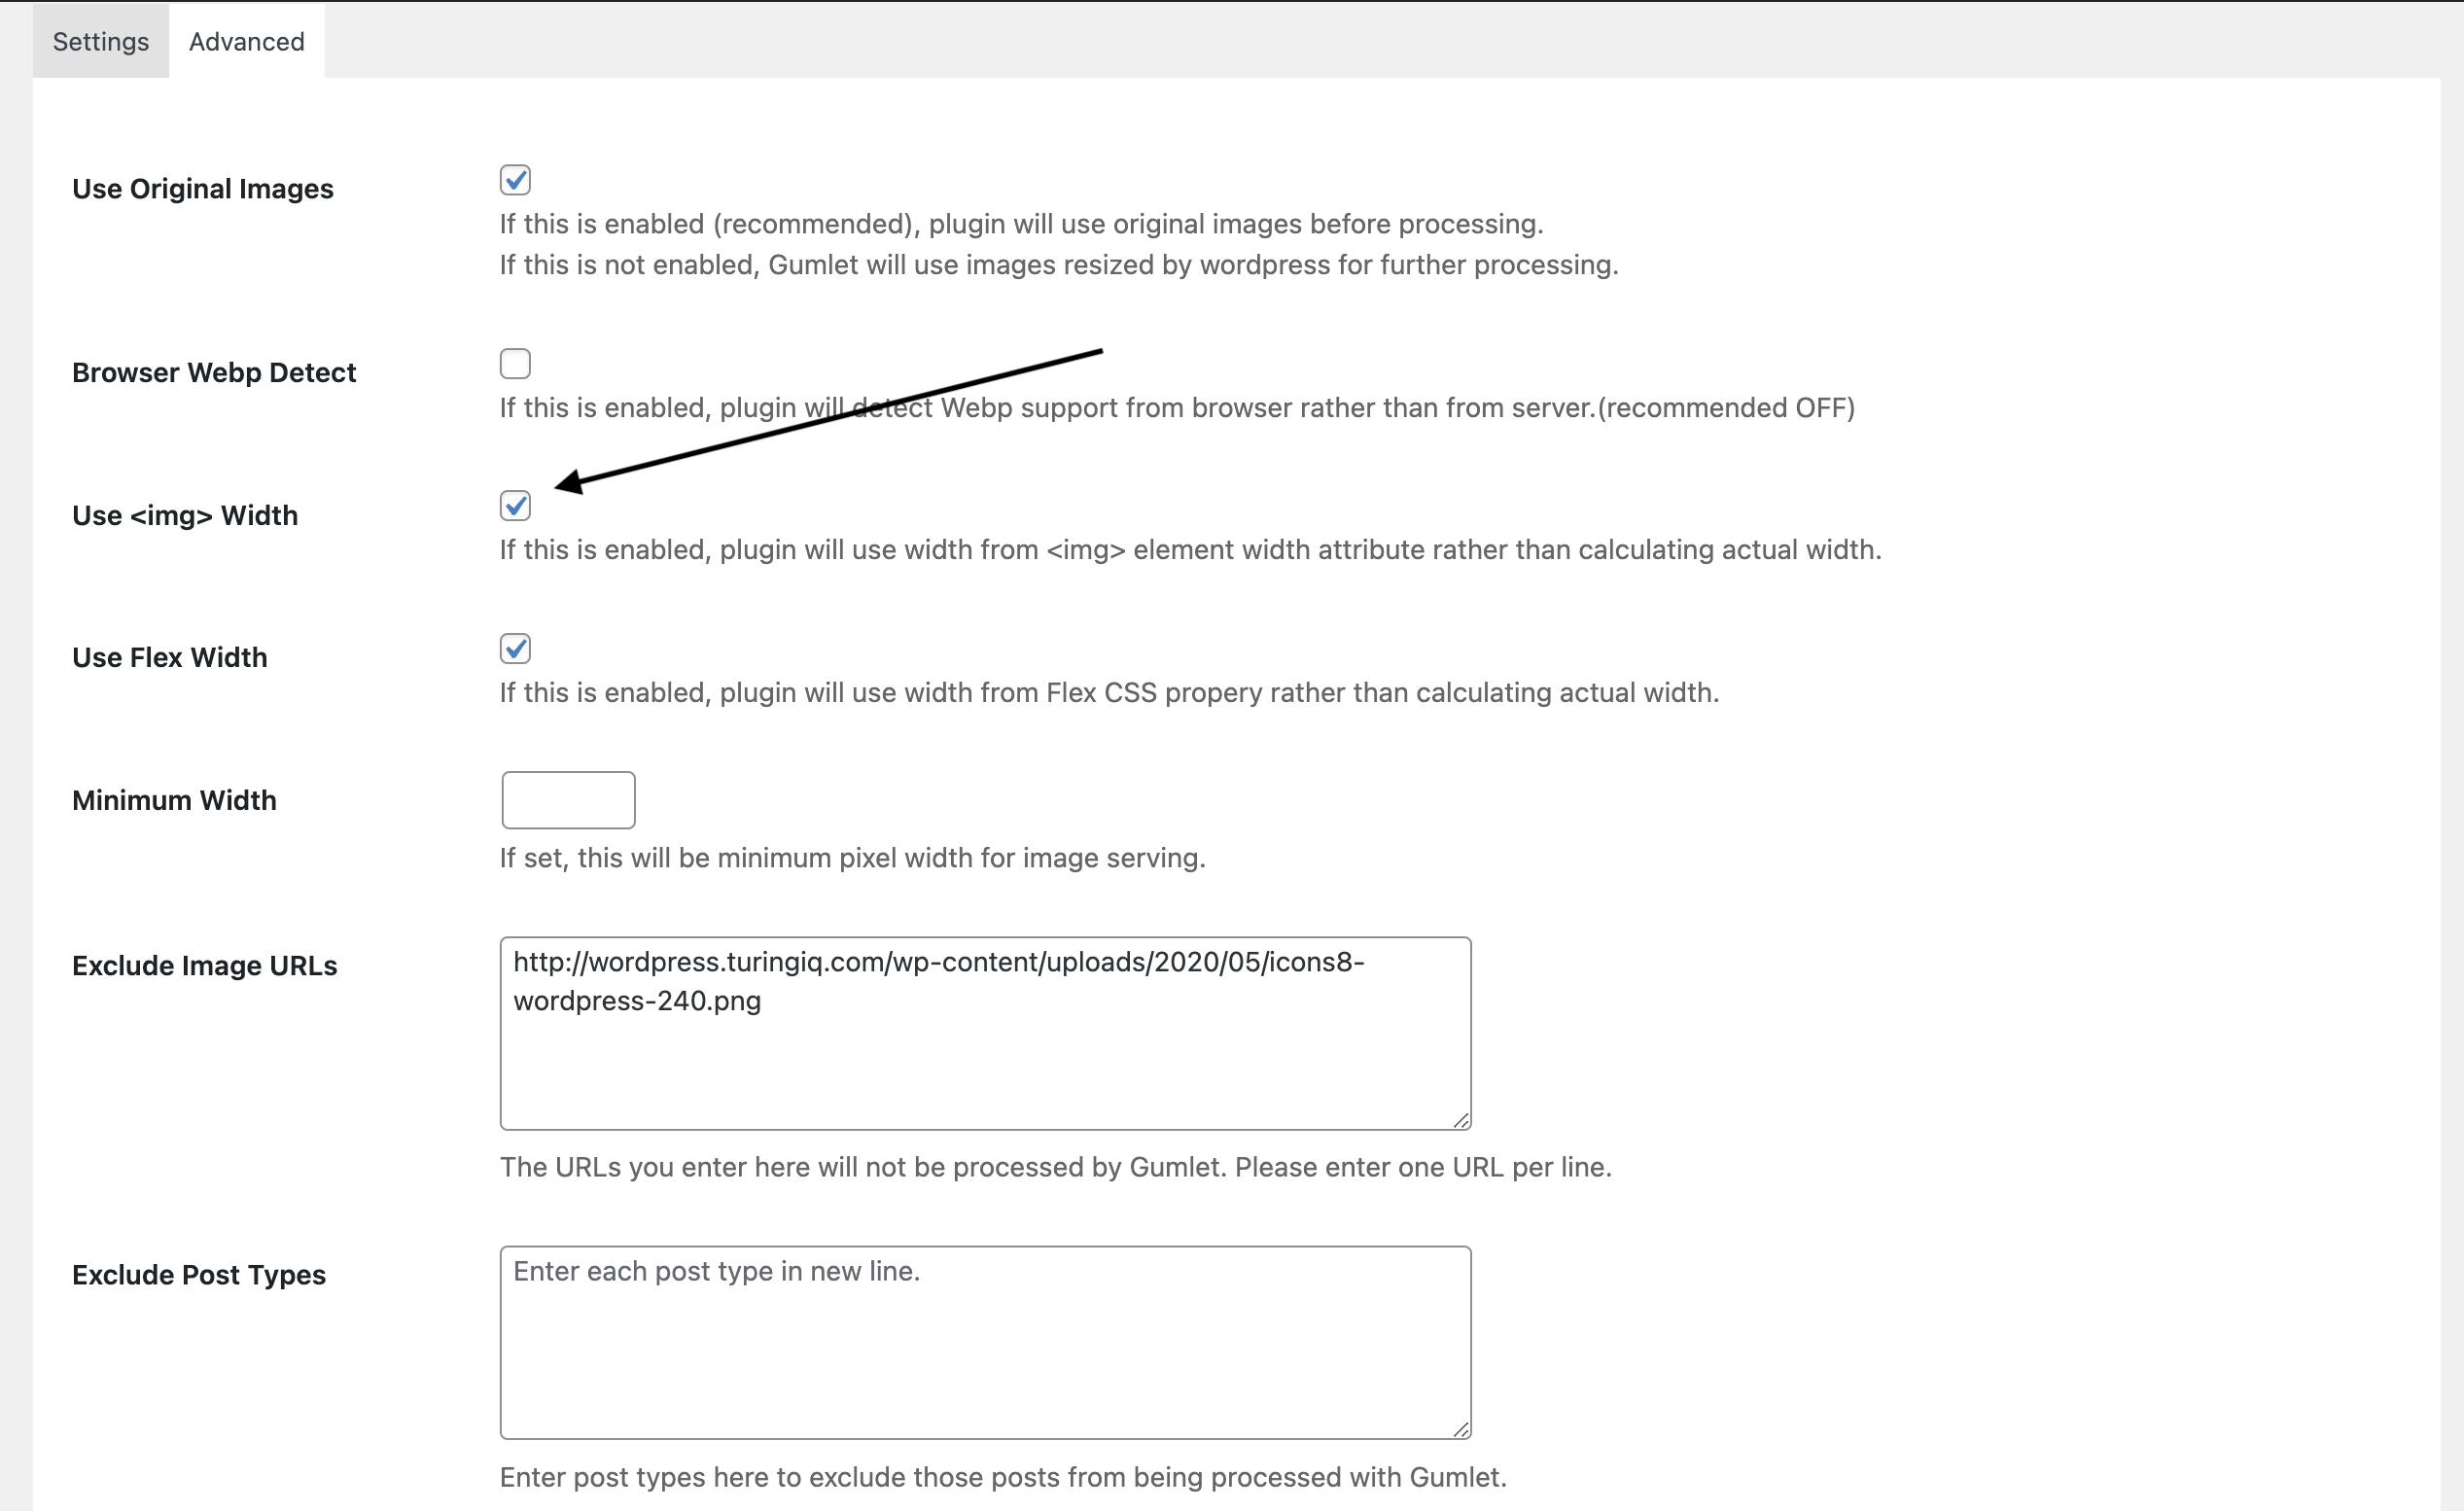 Settings
Advanced
Use Original Images
If this is enabled (recommended), plugin will use original images before processing.
If this is not enabled, Gumlet will use images resized by wordpress for further processing.
Browser Webp Detect
If this is enabled, plugin will detect Webp support from browser rather than from server.(recommended OFF)
Use <img> Width
If this is enabled, plugin will use width from <img> element width attribute rather than calculating actual width.
Use Flex Width
If this is enabled, plugin will use width from Flex CSS propery rather than calculating actual width.
Minimum Width
If set, this will be minimum pixel width for image serving.
Exclude Image URLs
http://wordpress.turingiq.com/wp-content/uploads/2020/05/icons8-
wordpress-240.png
The URLs you enter here will not be processed by Gumlet. Please enter one URL per line.
Exclude Post Types
Enter each post type in new line.
Enter post types here to exclude those posts from being processed with Gumlet.